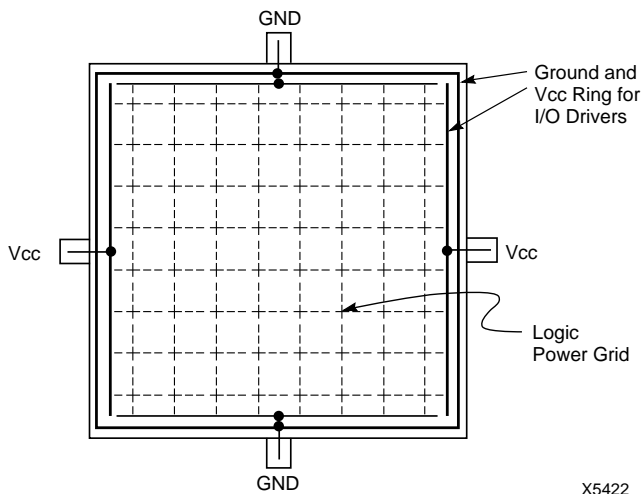 GND
Ground and
Vcc Ring for
I/O Drivers
Vcc
Vcc
Logic
Power Grid
GND
X5422